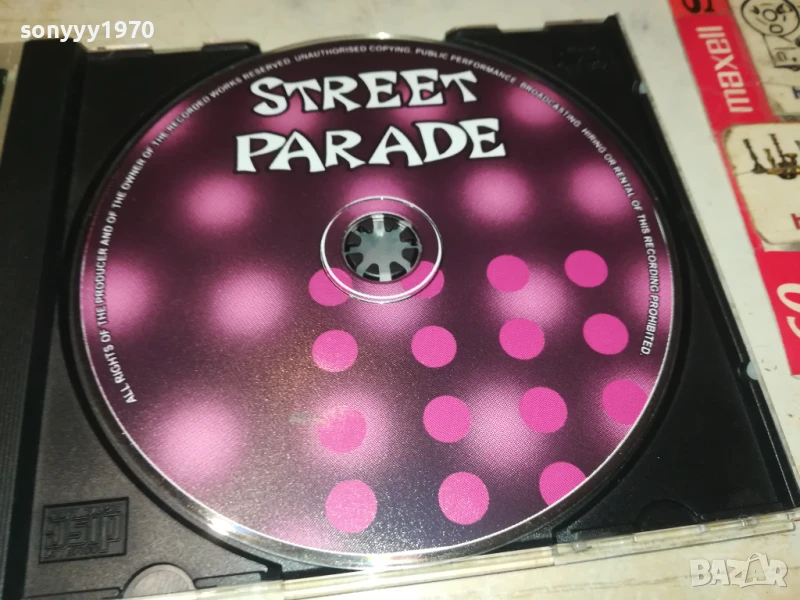 sonyyy1970
STREET
PARADE
ALL RIGHTS OF THE PRODUCER AND OF THE OWNER OF THE RECORDED WORKS RESERVED. UNAUTHORISED COPYING, PUBLIC PERFORMANCE, BROADCASTING, HIRING OR RENTAL OF THIS RECORDING PROHIBITED.
maxell
BAZAR